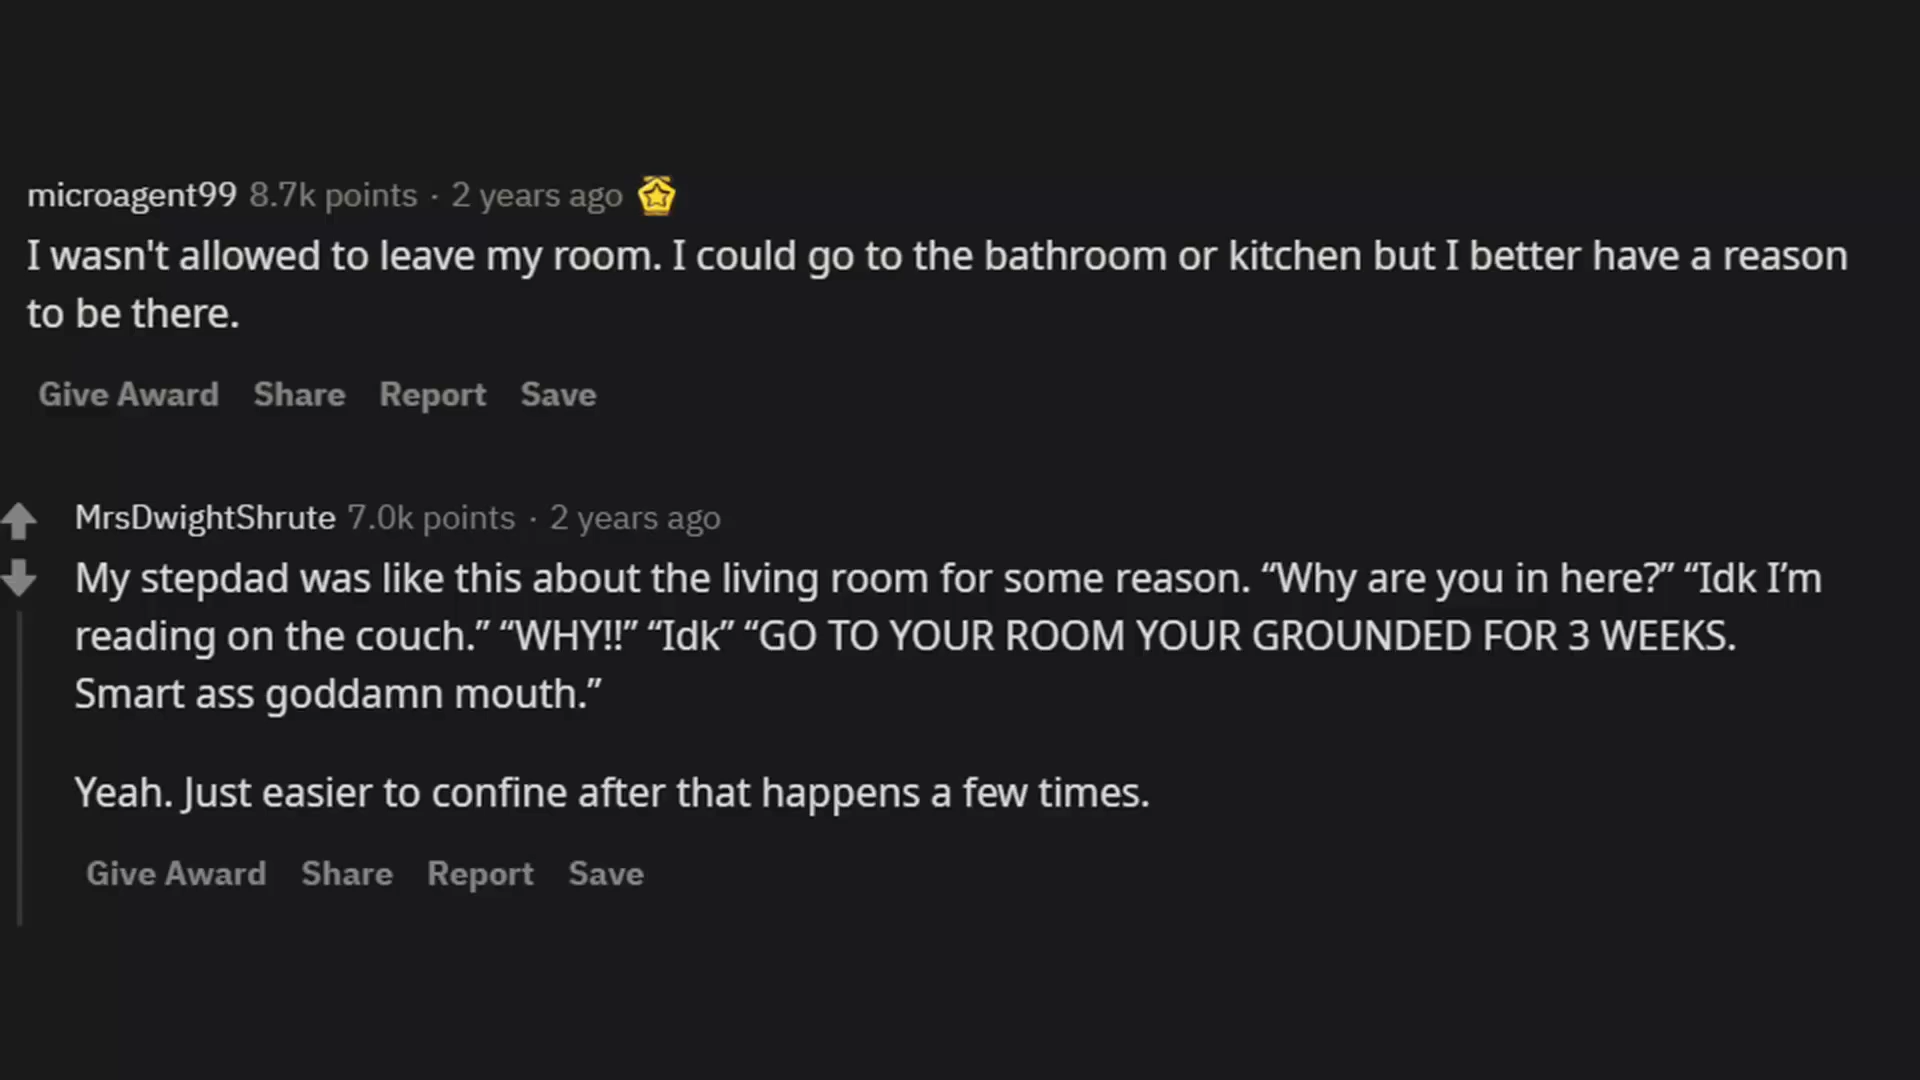 microagent99 8.7k points · 2 years ago
I wasn't allowed to leave my room. I could go to the bathroom or kitchen but I better have a reason
to be there.
Give Award Share Report Save
MrsDwightShrute 7.0k points · 2 years ago
My stepdad was like this about the living room for some reason. “Why are you in here?” “Idk I’m
reading on the couch.” “WHY!!” “Idk” “GO TO YOUR ROOM YOUR GROUNDED FOR 3 WEEKS.
Smart ass goddamn mouth.”
Yeah. Just easier to confine after that happens a few times.
Give Award Share Report Save